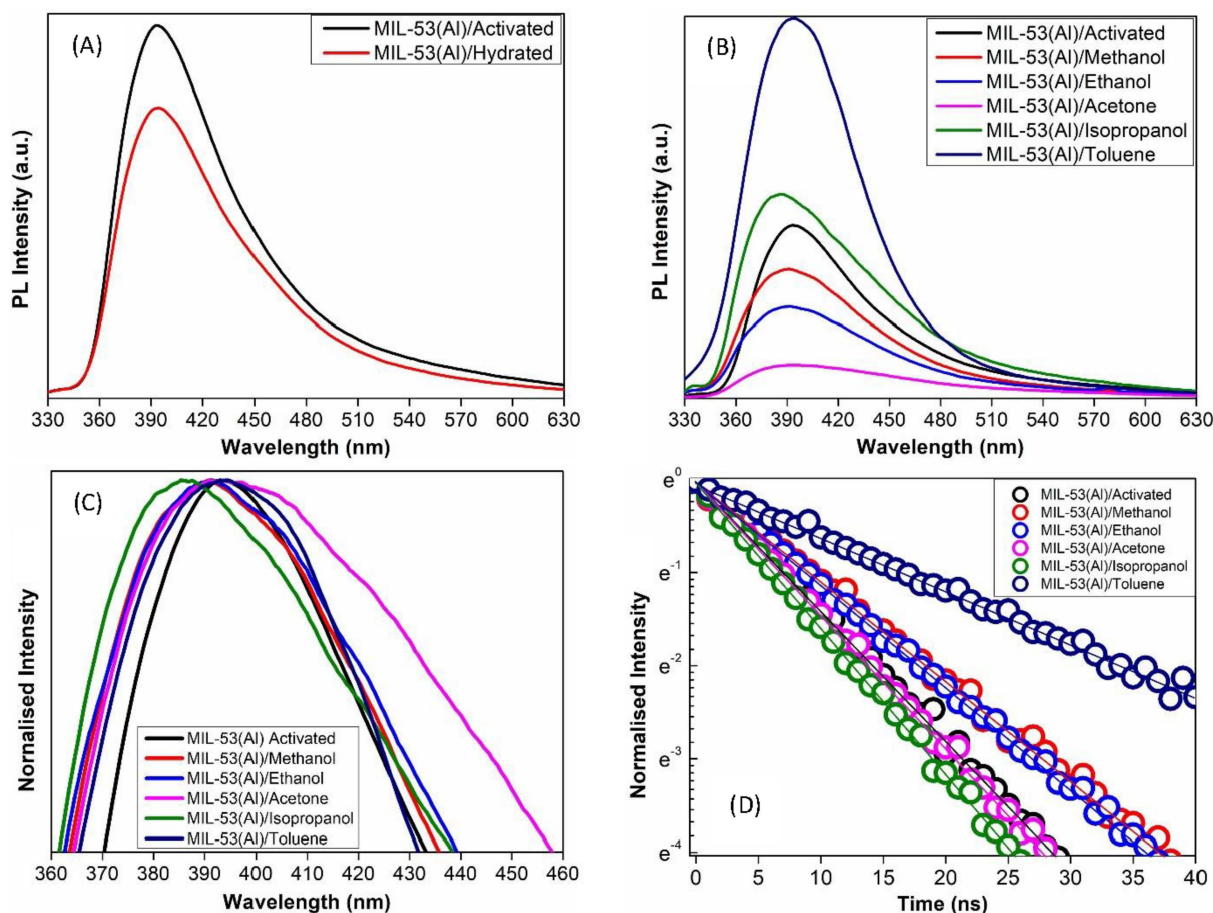 (A)
MIL-53(Al)/Activated
MIL-53(Al)/Hydrated
PL Intensity (a.u.)
330 360 390 420 450 480 510 540 570 600 630
Wavelength (nm)
(B)
MIL-53(Al)/Activated
MIL-53(Al)/Methanol
MIL-53(Al)/Ethanol
MIL-53(Al)/Acetone
MIL-53(Al)/Isopropanol
MIL-53(Al)/Toluene
PL Intensity (a.u.)
330 360 390 420 450 480 510 540 570 600 630
Wavelength (nm)
(C)
MIL-53(Al) Activated
MIL-53(Al)/Methanol
MIL-53(Al)/Ethanol
MIL-53(Al)/Acetone
MIL-53(Al)/Isopropanol
MIL-53(Al)/Toluene
Normalised Intensity
360 380 400 420 440 460
Wavelength (nm)
e⁰
e⁻¹
e⁻²
e⁻³
e⁻⁴
MIL-53(Al)/Activated
MIL-53(Al)/Methanol
MIL-53(Al)/Ethanol
MIL-53(Al)/Acetone
MIL-53(Al)/Isopropanol
MIL-53(Al)/Toluene
Normalised Intensity
(D)
0 5 10 15 20 25 30 35 40
Time (ns)